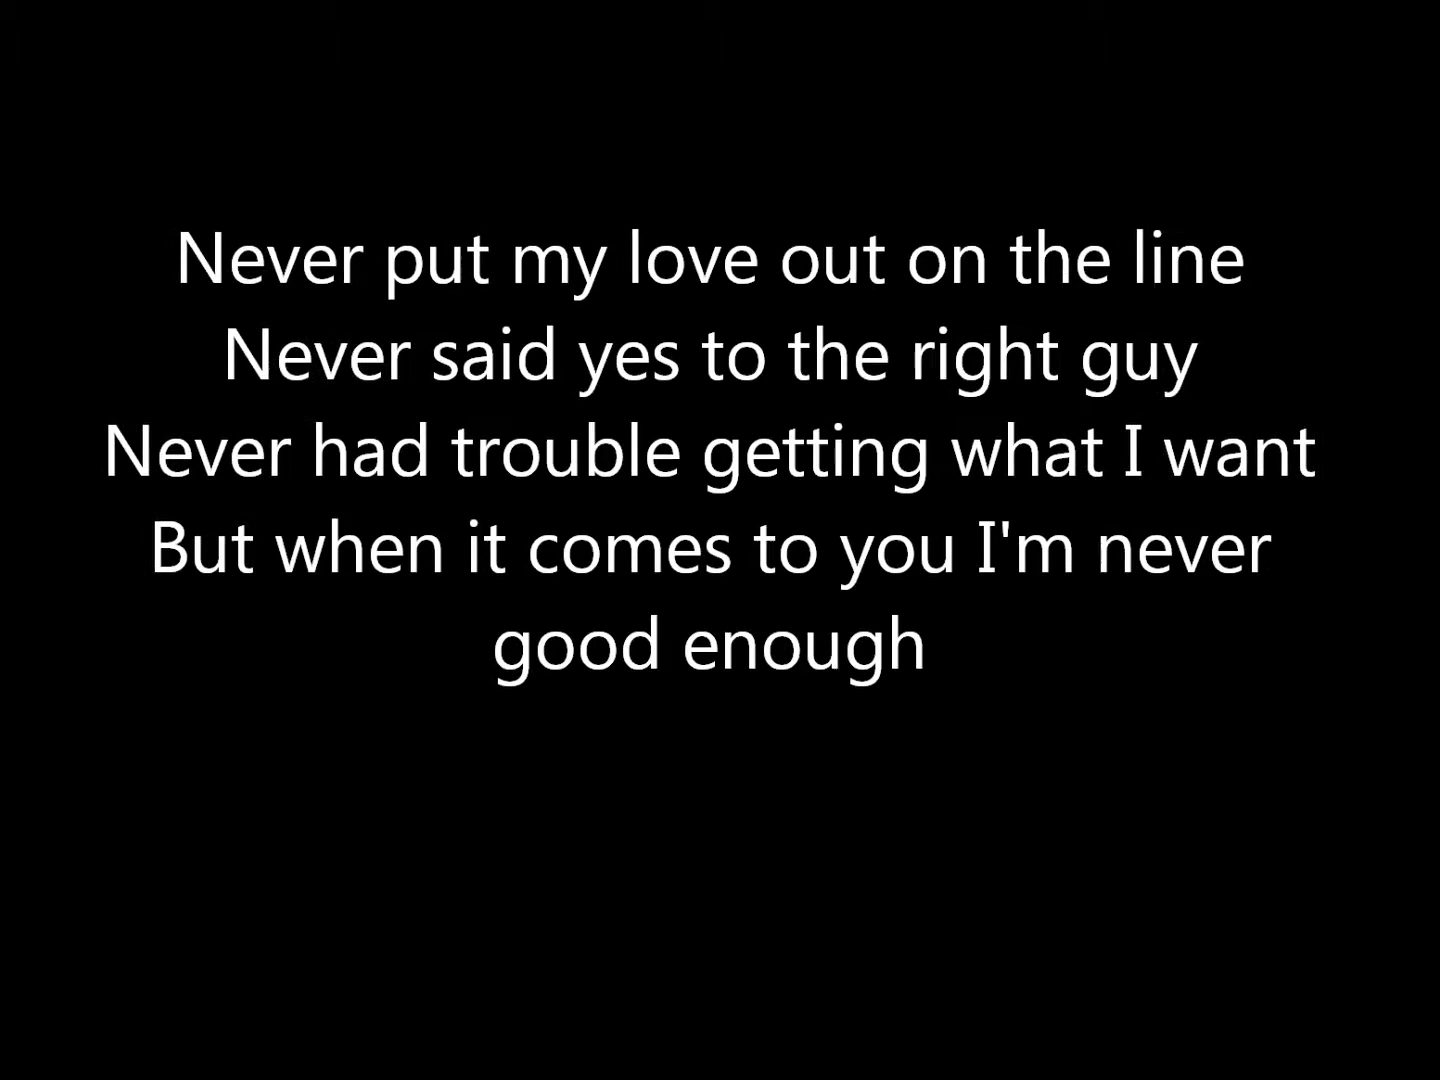 Never put my love out on the line
Never said yes to the right guy
Never had trouble getting what I want
But when it comes to you I'm never
good enough